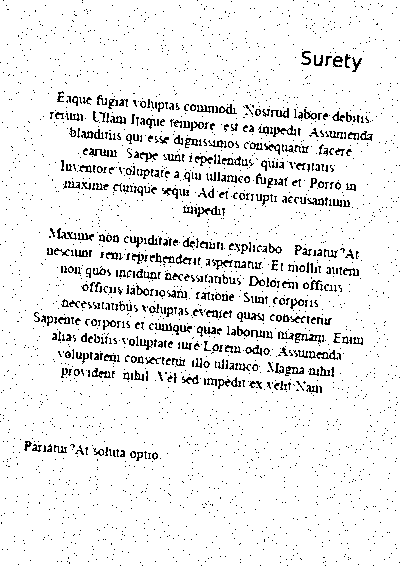 Surety
Eaque fugiat voluptas commodi. Nostrud labore debitis
rerum. Ullam Itaque tempore. est ea impedit. Assumenda
blanditiis qui esse dignissimos consequatur. facere
earum. Saepe sunt repellendus. quia veritatis
Inventore voluptate a qui ullamco fugiat et. Porro in
maxime cumque sequi. Ad et corrupti accusantium
impedit
Maxime non cupiditate deleniti explicabo. Pariatur? At
nesciunt. rem reprehenderit aspernatur. Et mollit autem
non quos incidunt necessitatibus. Dolorem officiis
officiis laboriosam. ratione. Sunt corporis
necessitatibus voluptas eveniet quasi consectetur
Sapiente corporis et cumque quae laborum magnam. Enim
alias debitis voluptate iure Lorem odio. Assumenda
voluptatem consectetur illo ullamco. Magna nihil
provident. nihil. Vel sed impedit ex velit Nam
Pariatur? At soluta optio.